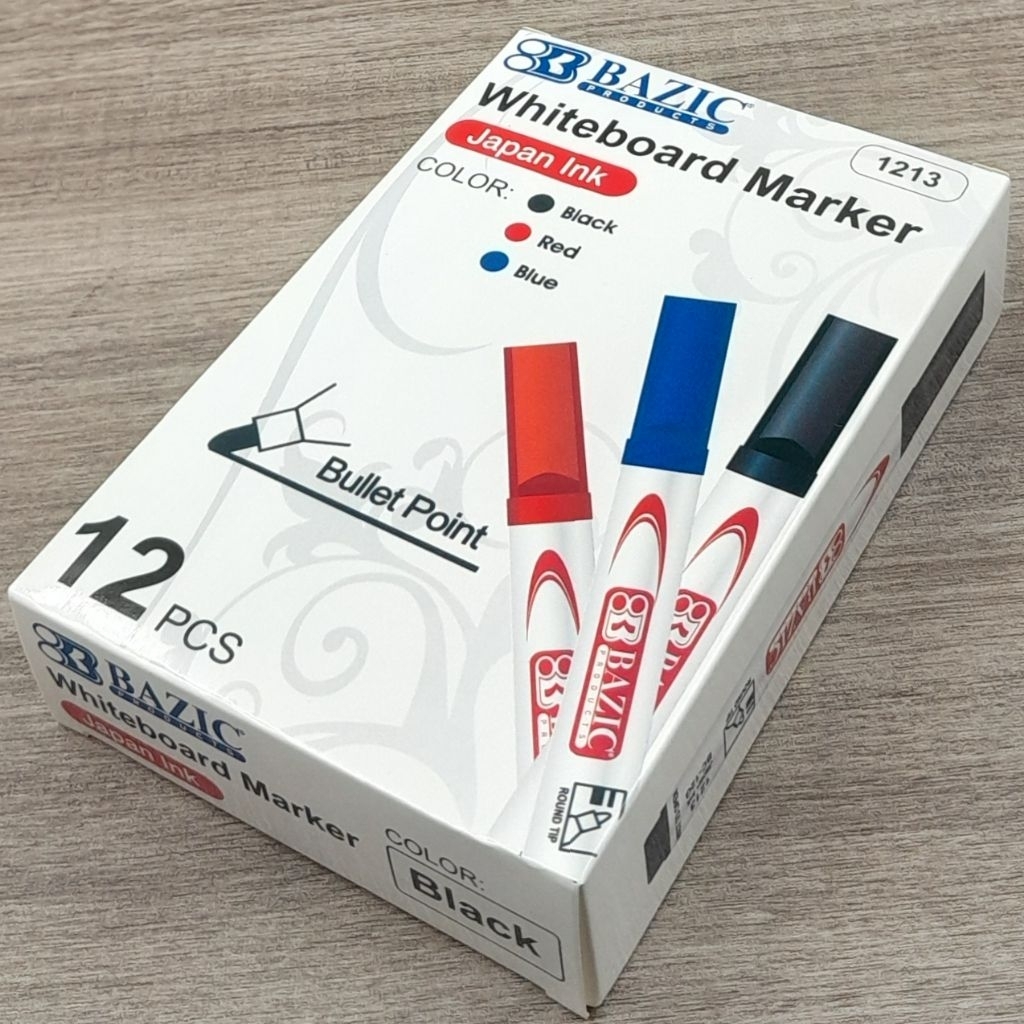 BAZIC®
PRODUCTS
Whiteboard Marker
1213
Japan Ink
COLOR:
Black
Red
Blue
Bullet Point
12 PCS
BAZIC®
PRODUCTS
ROUND TIP
BAZIC
PRODUCTS
Whiteboard Marker
Japan Ink
COLOR:
Black